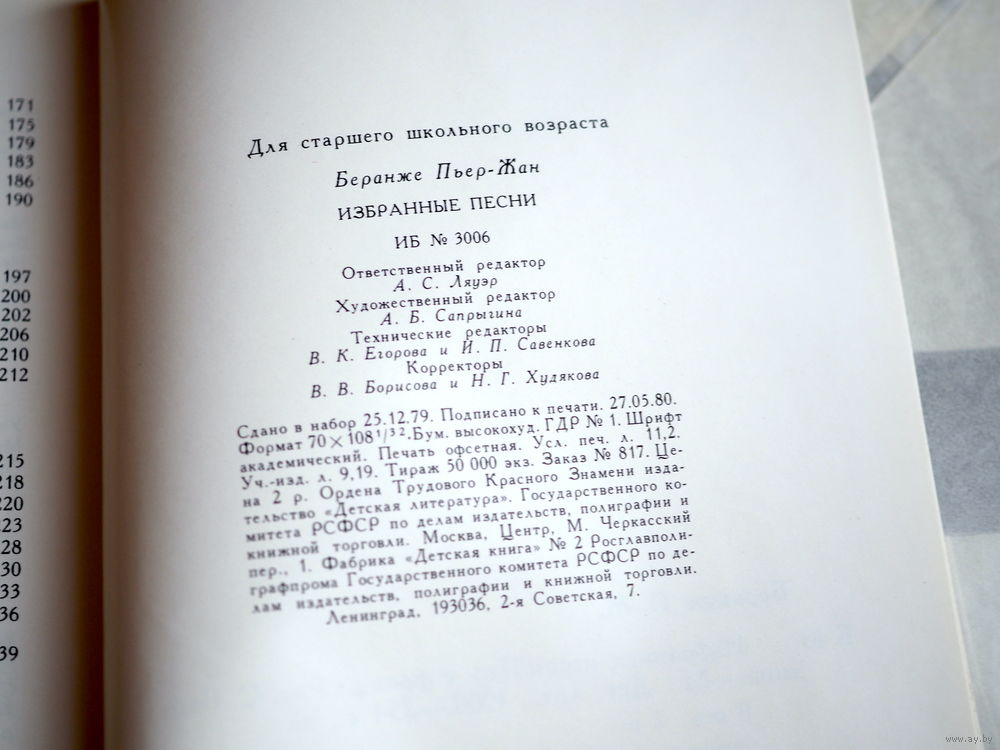 171
175
179
183
186
190
197
200
202
206
210
212
215
218
220
23
28
30
33
36
39
Для старшего школьного возраста
Беранже Пьер-Жан
ИЗБРАННЫЕ ПЕСНИ
ИБ № 3006
Ответственный редактор
А. С. Ляуэр
Художественный редактор
А. Б. Сапрыгина
Технические редакторы
В. К. Егорова и И. П. Савенкова
Корректоры
В. В. Борисова и Н. Г. Худякова
Сдано в набор 25.12.79. Подписано к печати. 27.05.80.
Формат 70×108¹/³². Бум. высокохуд. ГДР № 1. Шрифт
академический. Печать офсетная. Усл. печ. л. 11,2.
Уч.-изд. л. 9,19. Тираж 50 000 экз. Заказ № 817. Це-
на 2 р. Ордена Трудового Красного Знамени изда-
тельство «Детская литература». Государственного ко-
митета РСФСР по делам издательств, полиграфии и
книжной торговли. Москва, Центр, М. Черкасский
пер., 1. Фабрика «Детская книга» № 2 Росглавполи-
графпрома Государственного комитета РСФСР по де-
лам издательств, полиграфии и книжной торговли.
Ленинград, 193036, 2-я Советская, 7.
www.ay.by